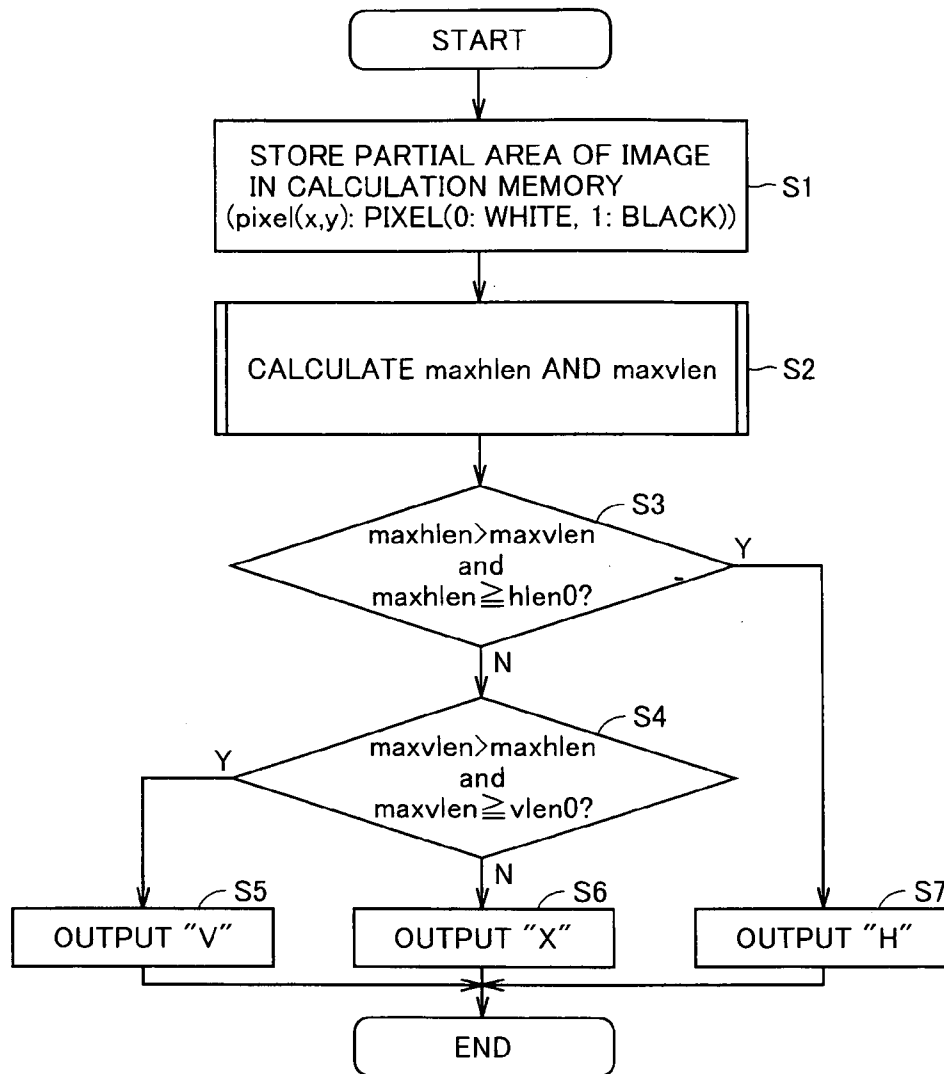 START
STORE PARTIAL AREA OF IMAGE
IN CALCULATION MEMORY
(pixel(x,y): PIXEL(0: WHITE, 1: BLACK))
S1
CALCULATE maxhlen AND maxvlen
S2
S3
maxhlen>maxvlen
and
maxhlen≧hlen0?
Y
N
S4
maxvlen>maxhlen
and
maxvlen≧vlen0?
Y
N
S5
OUTPUT "V"
S6
OUTPUT "X"
S7
OUTPUT "H"
END